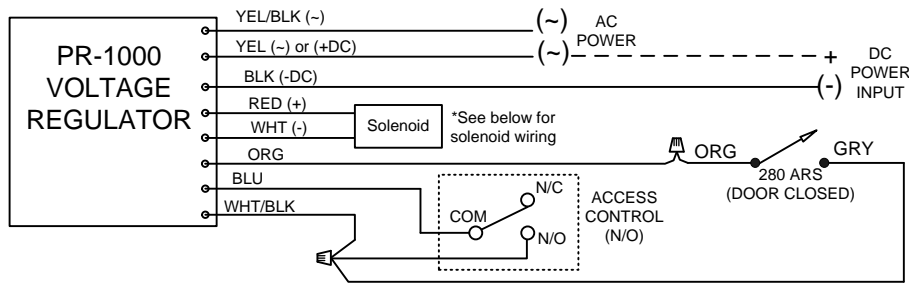 PR-1000
VOLTAGE
REGULATOR
YEL/BLK (~)
YEL (~) or (+DC)
BLK (-DC)
RED (+)
WHT (-)
ORG
BLU
WHT/BLK
(~)
(~)
AC
POWER
+
(-)
DC
POWER
INPUT
Solenoid
*See below for
solenoid wiring
ORG
GRY
280 ARS
(DOOR CLOSED)
COM
N/C
N/O
ACCESS
CONTROL
(N/O)